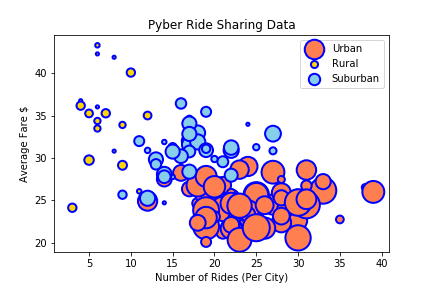 Pyber Ride Sharing Data
Urban
Rural
Suburban
40
35
30
25
20
Average Fare $
5 10 15 20 25 30 35 40
Number of Rides (Per City)